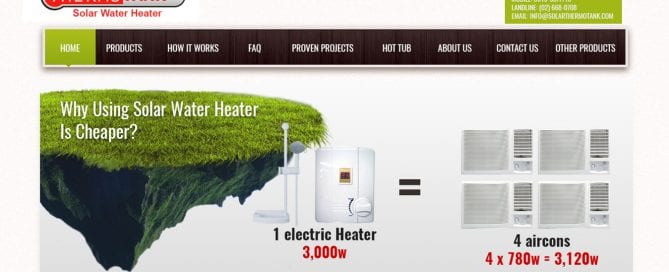 Solar Water Heater
LANDLINE: (02) 668-0708
EMAIL: INFO@SOLARTHERMOTANK.COM
HOME PRODUCTS HOW IT WORKS FAQ PROVEN PROJECTS HOT TUB ABOUT US CONTACT US OTHER PRODUCTS
Why Using Solar Water Heater
Is Cheaper?
=
1 electric Heater
3,000w
4 aircons
4 x 780w = 3,120w